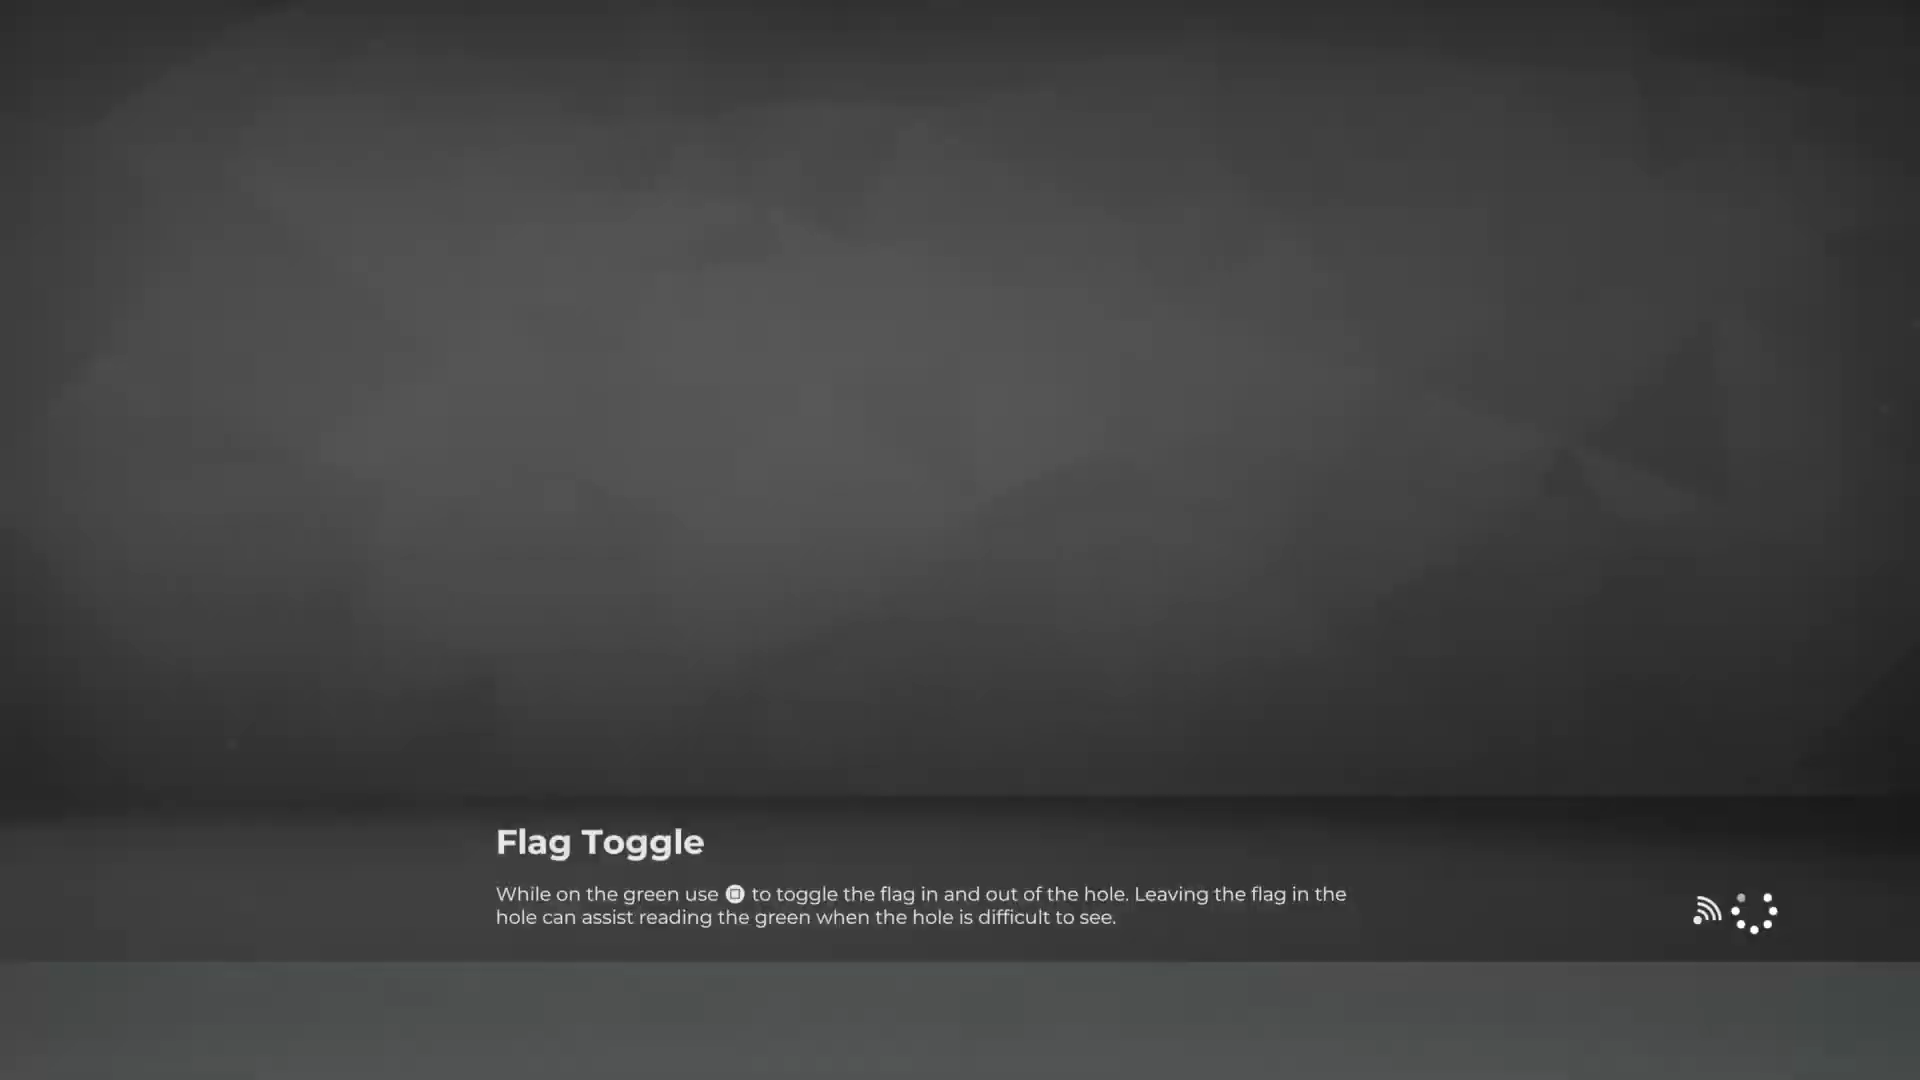 Flag Toggle
While on the green use to toggle the flag in and out of the hole. Leaving the flag in the
hole can assist reading the green when the hole is difficult to see.